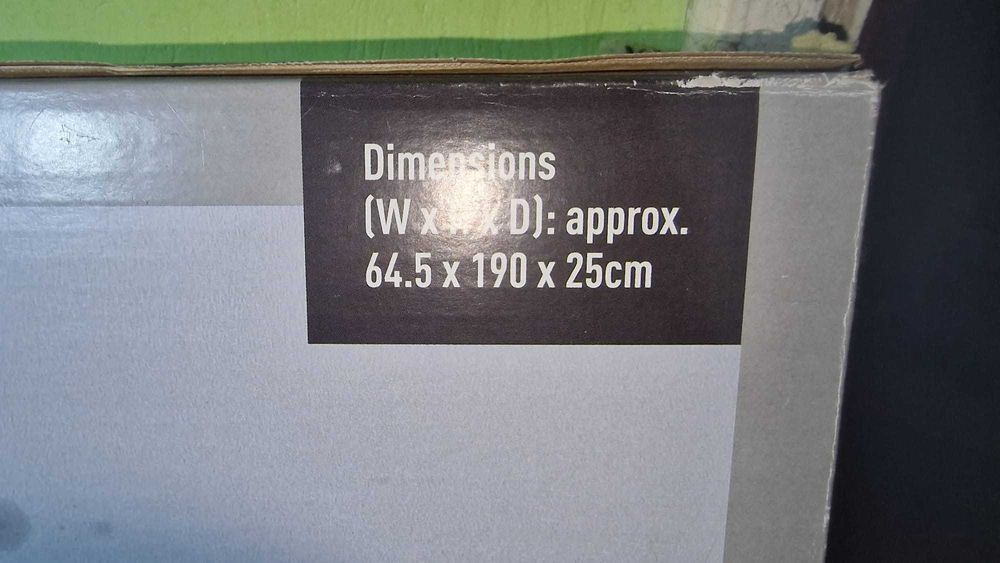 Dimensions
(W x H x D): approx.
64.5 x 190 x 25cm